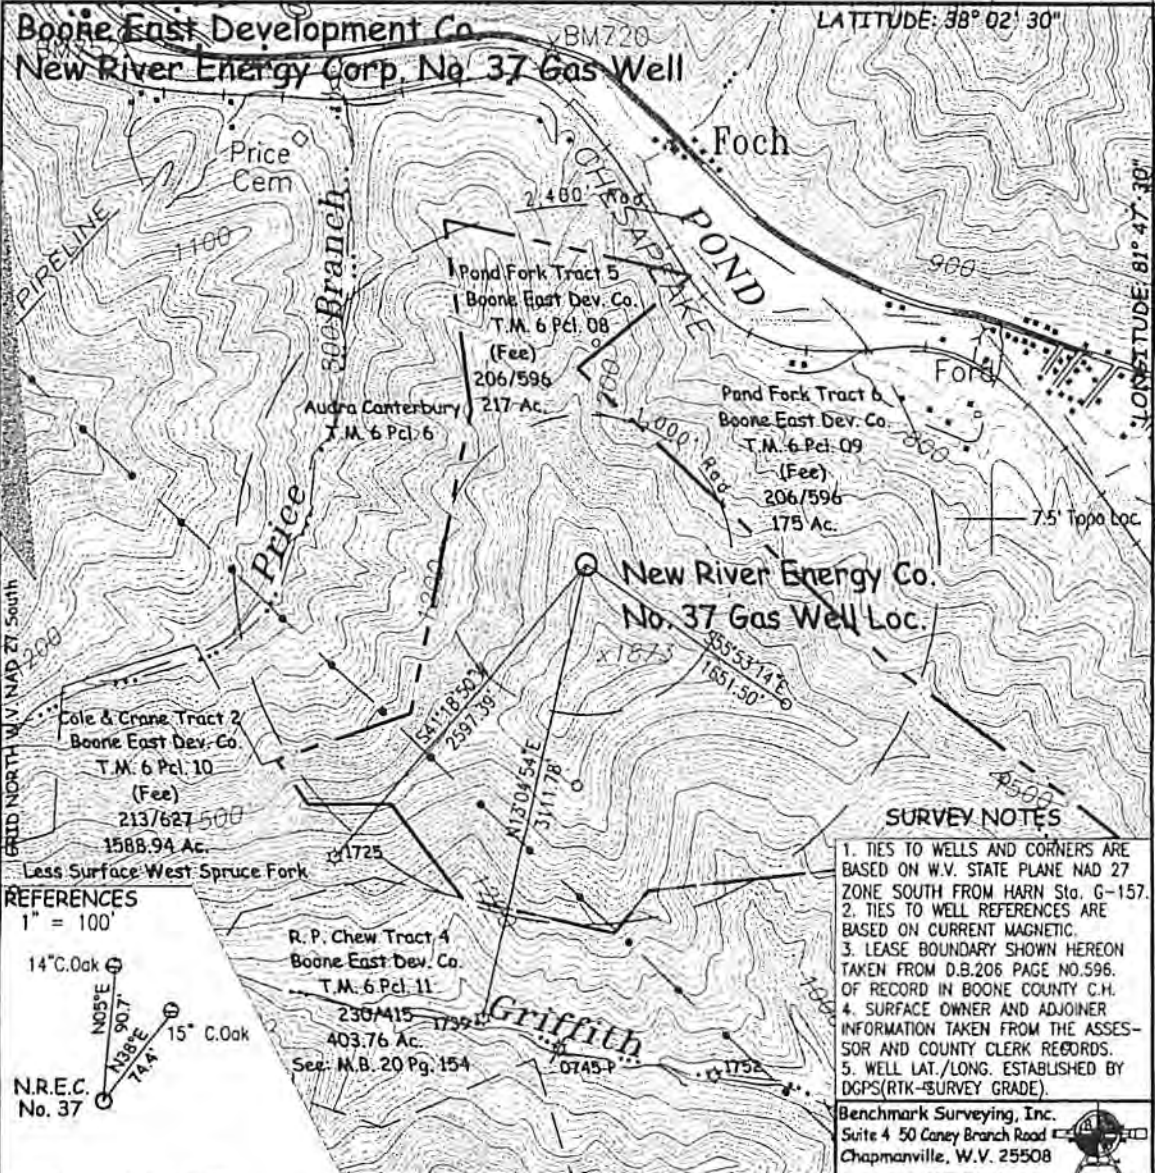 Boone East Development Co.
New River Energy Corp. No. 37 Gas Well
LATITUDE: 38° 02' 30"
LONGITUDE: 81° 47' 30"
BM720
Foch
Price
Cem
PIPELINE
1100
Branch
2,400' Rad.
CHESAPEAKE
POND
900
Pond Fork Tract 5
Boone East Dev. Co.
T.M. 6 Pcl. 08
(Fee)
206/596
217 Ac.
Audra Canterbury
T.M. 6 Pcl. 6
Ford
Pond Fork Tract 6
Boone East Dev. Co.
T.M. 6 Pcl. 09
(Fee)
206/596
175 Ac.
800
1,000' Rad.
7.5' Topo Loc.
Price
New River Energy Co.
No. 37 Gas Well Loc.
x1873
S55°53'14"E
1651.50'
S41°18'50"W
2597.39'
N13°04'54"E
3111.78'
GRID NORTH W.V. NAD 27 South
Cole & Crane Tract 2
Boone East Dev. Co.
T.M. 6 Pcl. 10
(Fee)
213/627
1588.94 Ac.
Less Surface West Spruce Fork
1500
1725
REFERENCES
1" = 100'
14"C.Oak
N05°E
90.7'
15" C.Oak
N38°E
74.4'
N.R.E.C.
No. 37
R. P. Chew Tract 4
Boone East Dev. Co.
T.M. 6 Pcl. 11
230/415
403.76 Ac.
See: M.B. 20 Pg. 154
1739
Griffith
0745-P
1752
SURVEY NOTES
1. TIES TO WELLS AND CORNERS ARE
BASED ON W.V. STATE PLANE NAD 27
ZONE SOUTH FROM HARN Sta. G-157.
2. TIES TO WELL REFERENCES ARE
BASED ON CURRENT MAGNETIC.
3. LEASE BOUNDARY SHOWN HEREON
TAKEN FROM D.B.206 PAGE NO.596.
OF RECORD IN BOONE COUNTY C.H.
4. SURFACE OWNER AND ADJOINER
INFORMATION TAKEN FROM THE ASSES-
SOR AND COUNTY CLERK RECORDS.
5. WELL LAT./LONG. ESTABLISHED BY
DGPS(RTK-SURVEY GRADE).
Benchmark Surveying, Inc.
Suite 4 50 Caney Branch Road
Chapmanville, W.V. 25508